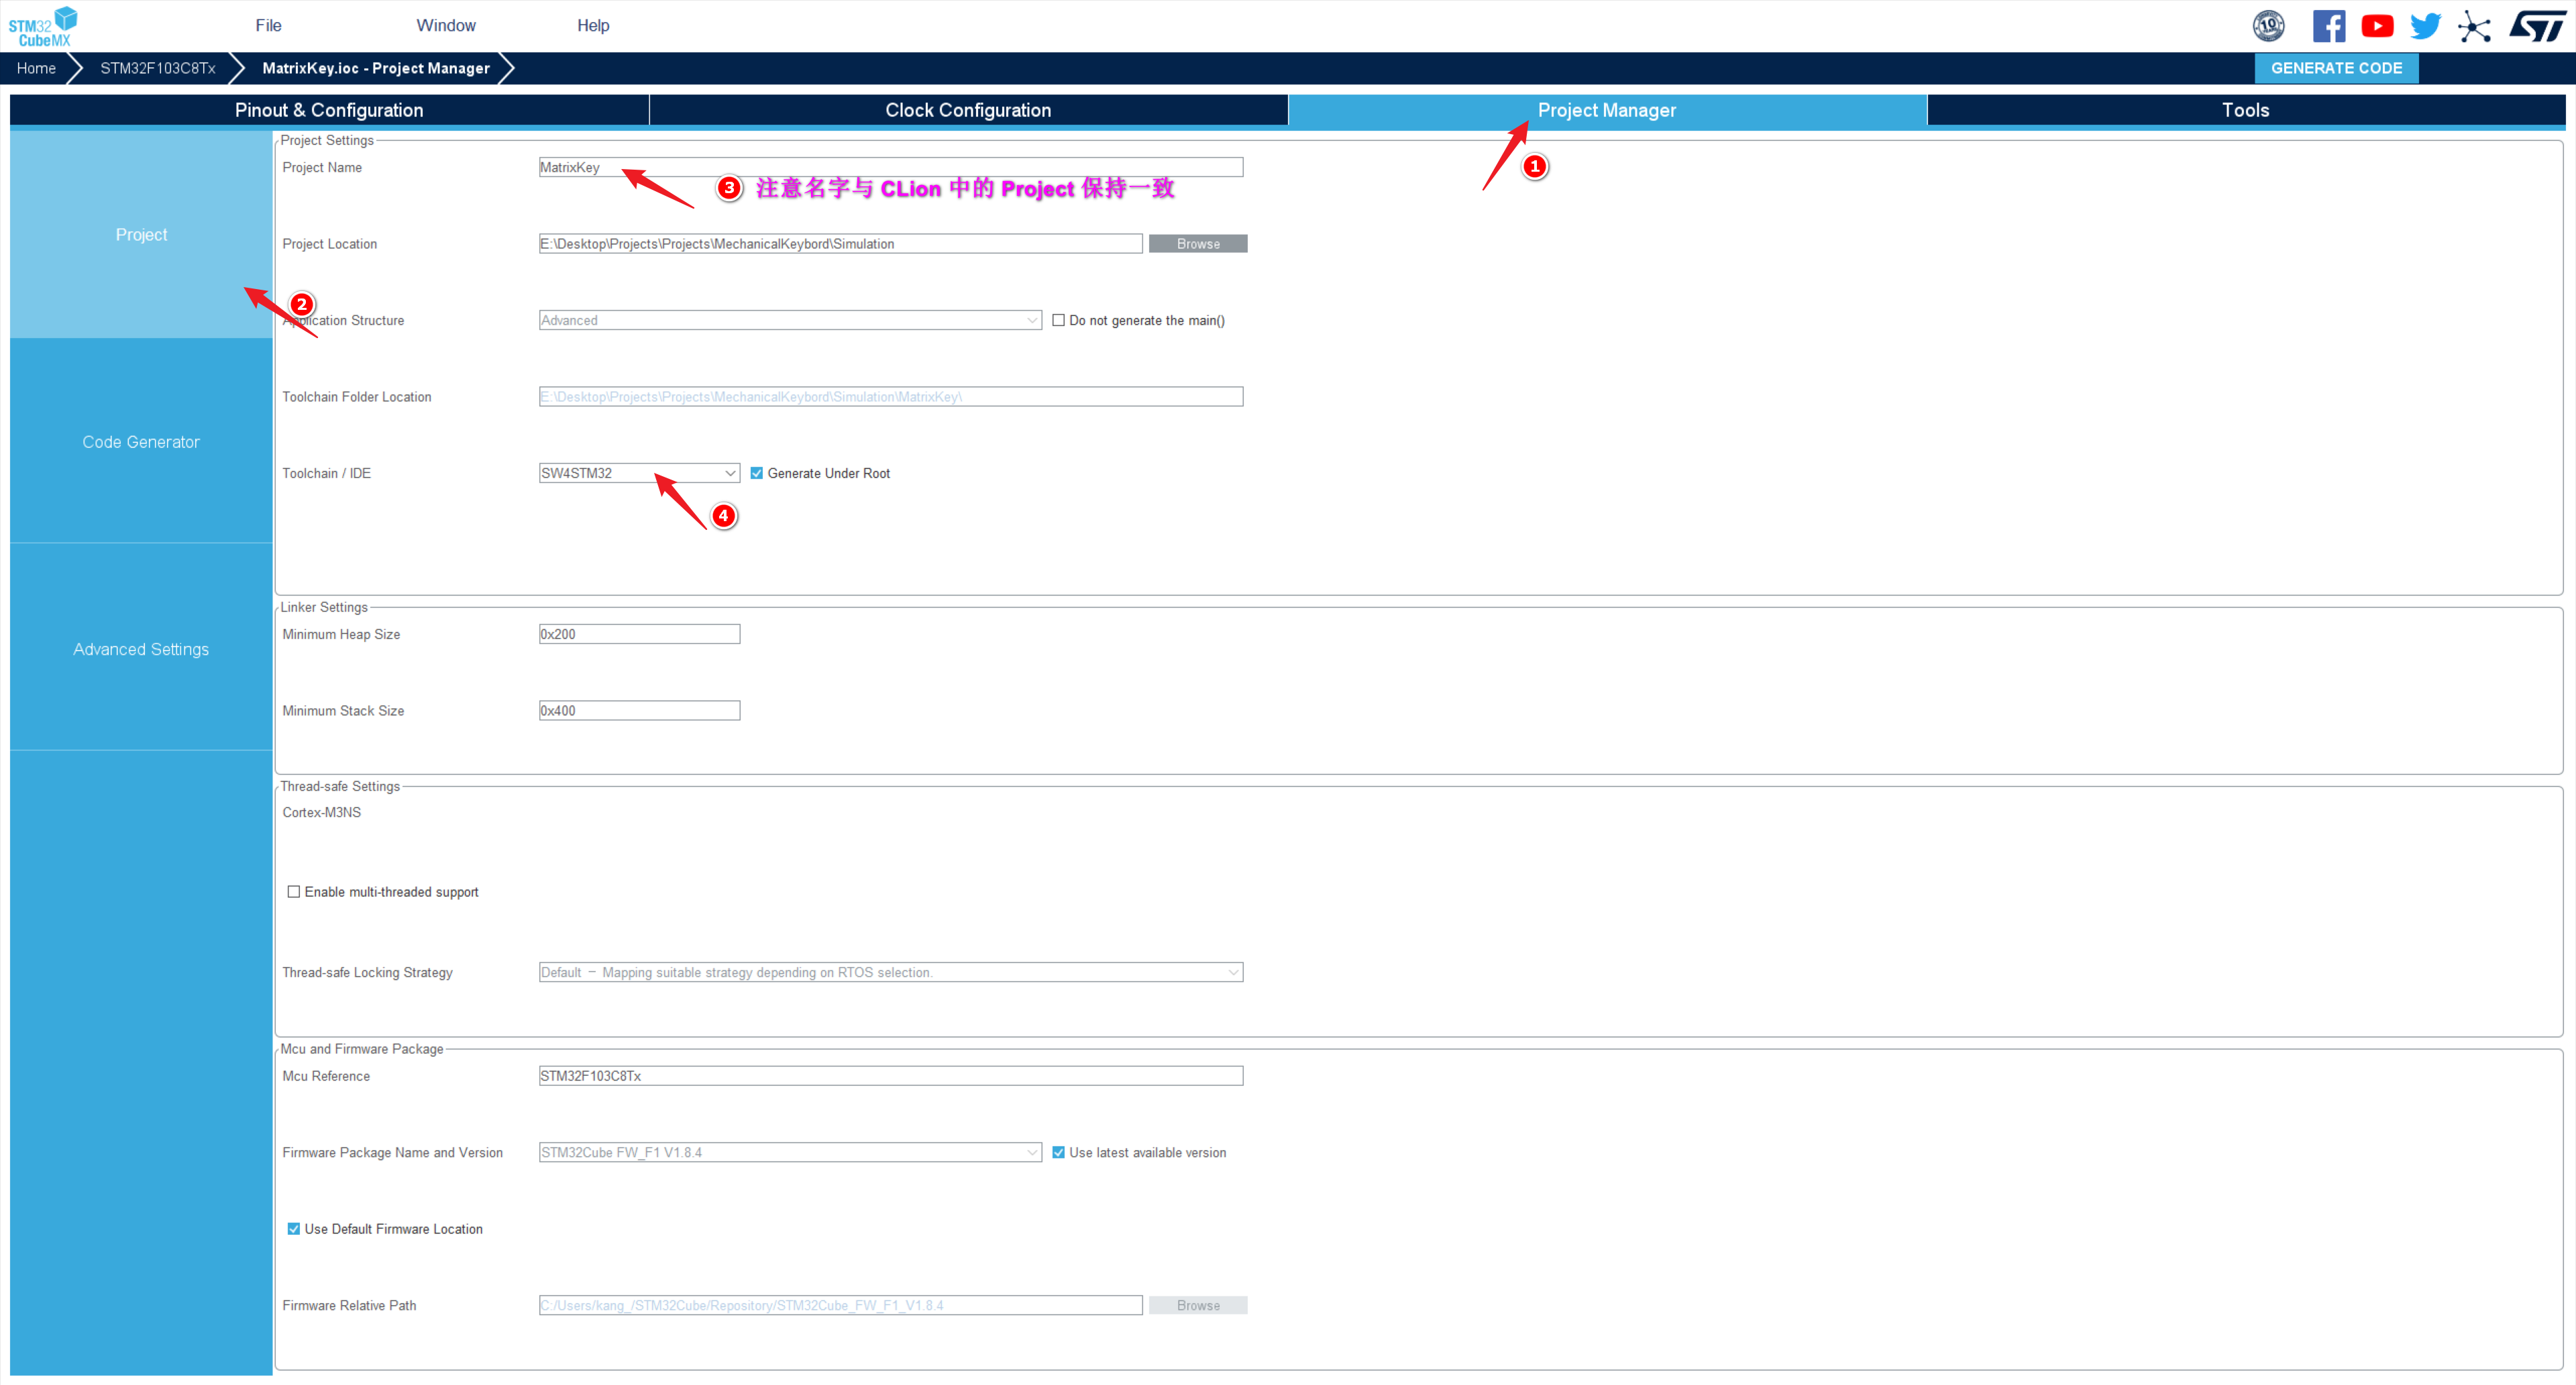 STM32
CubeMX
File Window Help
10
Home STM32F103C8Tx MatrixKey.ioc - Project Manager GENERATE CODE
Pinout & Configuration Clock Configuration Project Manager Tools
1
Project
Code Generator
Advanced Settings
2
Project Settings
Project Name MatrixKey
3 注意名字与 CLion 中的 Project 保持一致
Project Location E:\Desktop\Projects\Projects\MechanicalKeybord\Simulation Browse
Application Structure Advanced Do not generate the main()
Toolchain Folder Location E:\Desktop\Projects\Projects\MechanicalKeybord\Simulation\MatrixKey\
Toolchain / IDE SW4STM32 Generate Under Root
4
Linker Settings
Minimum Heap Size 0x200
Minimum Stack Size 0x400
Thread-safe Settings
Cortex-M3NS
Enable multi-threaded support
Thread-safe Locking Strategy Default - Mapping suitable strategy depending on RTOS selection.
Mcu and Firmware Package
Mcu Reference STM32F103C8Tx
Firmware Package Name and Version STM32Cube FW_F1 V1.8.4 Use latest available version
Use Default Firmware Location
Firmware Relative Path C:/Users/kang_/STM32Cube/Repository/STM32Cube_FW_F1_V1.8.4 Browse